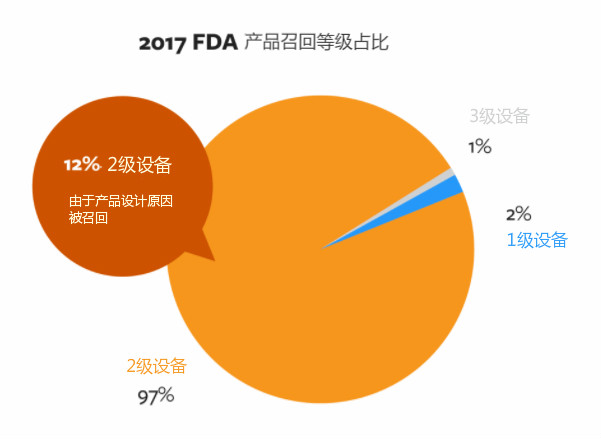 2017 FDA 产品召回等级占比
3级设备
1%
12% 2级设备
由于产品设计原因
被召回
2%
1级设备
2级设备
97%